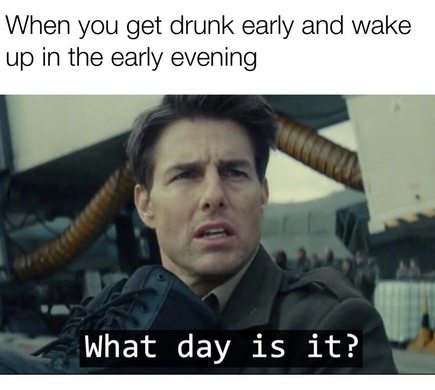 When you get drunk early and wake
up in the early evening
What day is it?